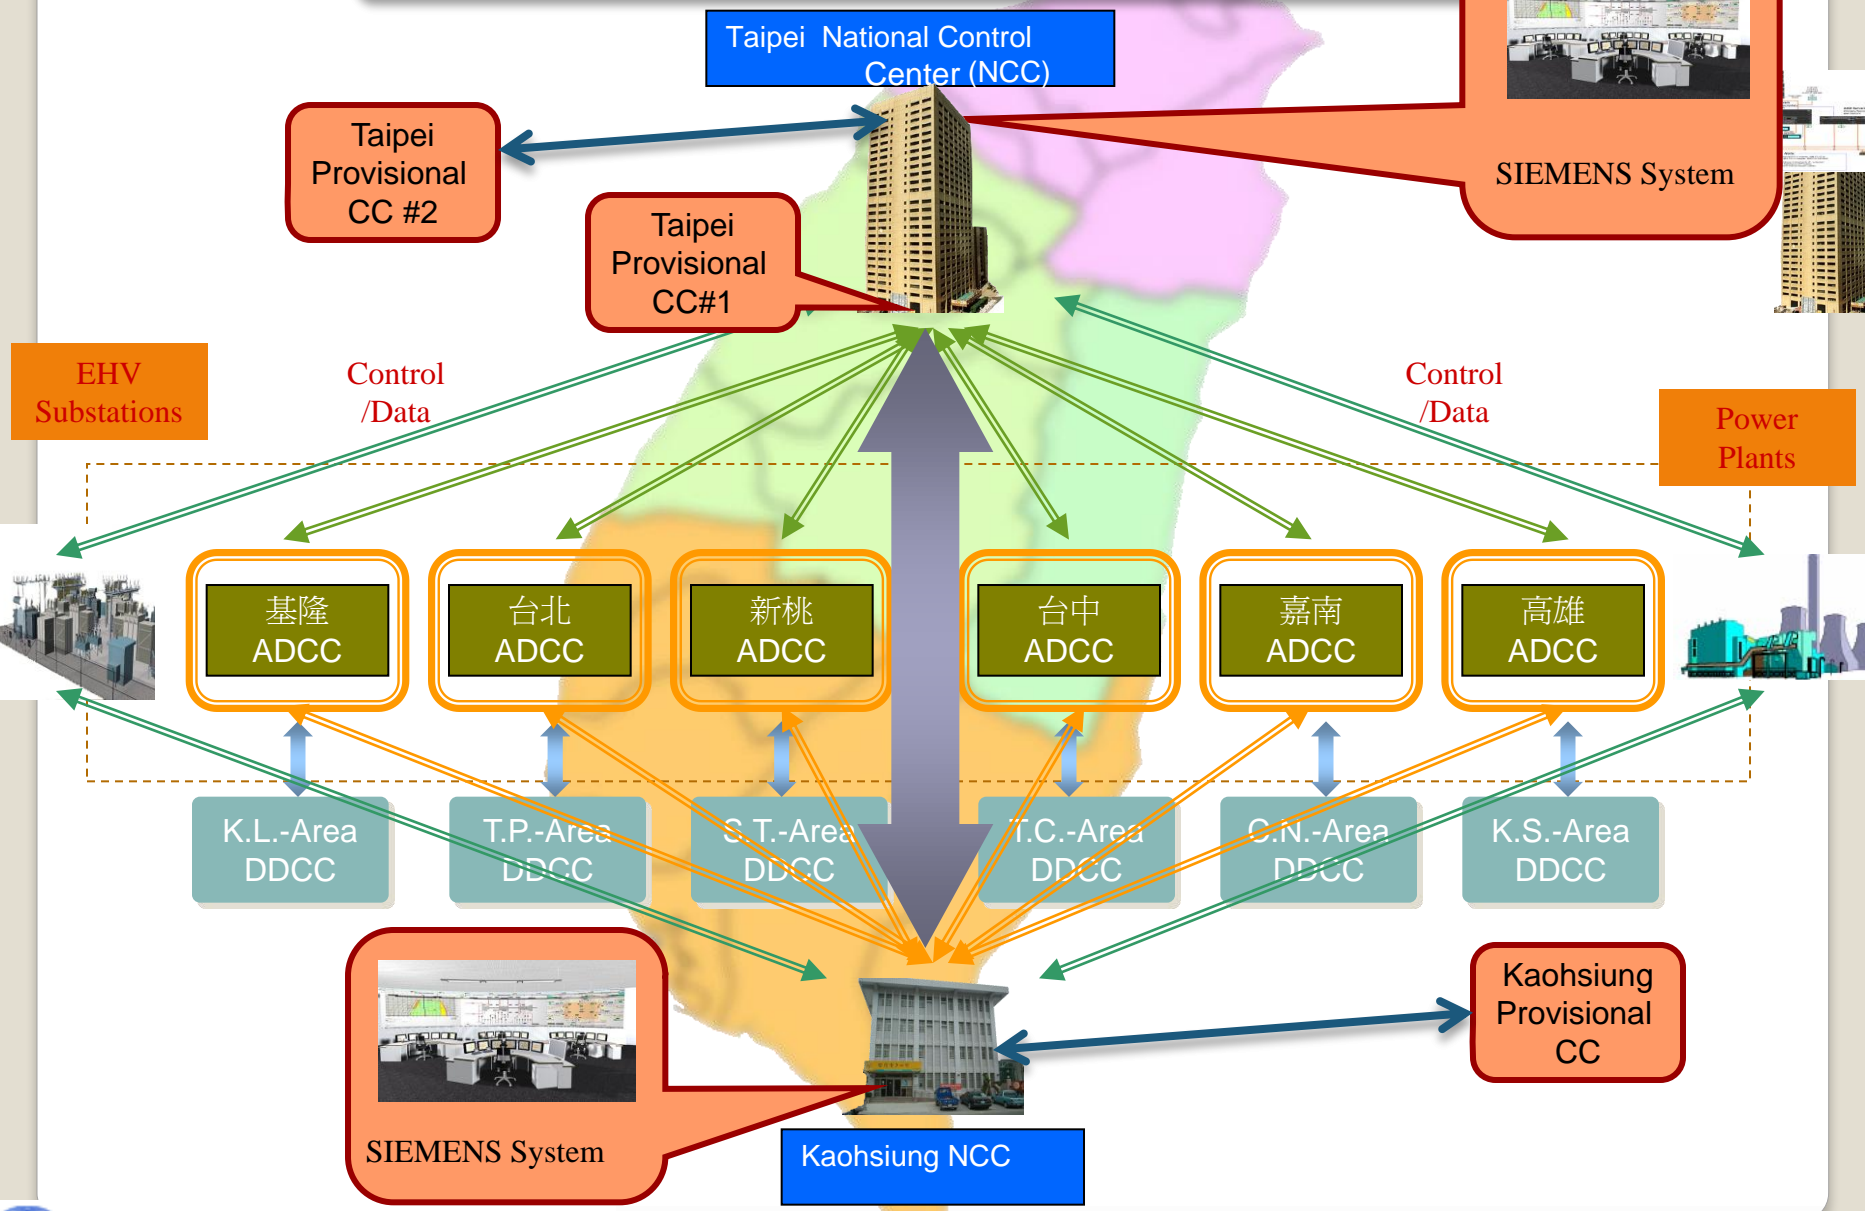 Taipei National Control
Center (NCC)
Taipei
Provisional
CC #2
SIEMENS System
Taipei
Provisional
CC#1
EHV
Substations
Control
/Data
Control
/Data
Power
Plants
基隆
ADCC
台北
ADCC
新桃
ADCC
台中
ADCC
嘉南
ADCC
高雄
ADCC
K.L.-Area
DDCC
T.P.-Area
DDCC
S.T.-Area
DDCC
T.C.-Area
DDCC
C.N.-Area
DDCC
K.S.-Area
DDCC
SIEMENS System
Kaohsiung
Provisional
CC
Kaohsiung NCC